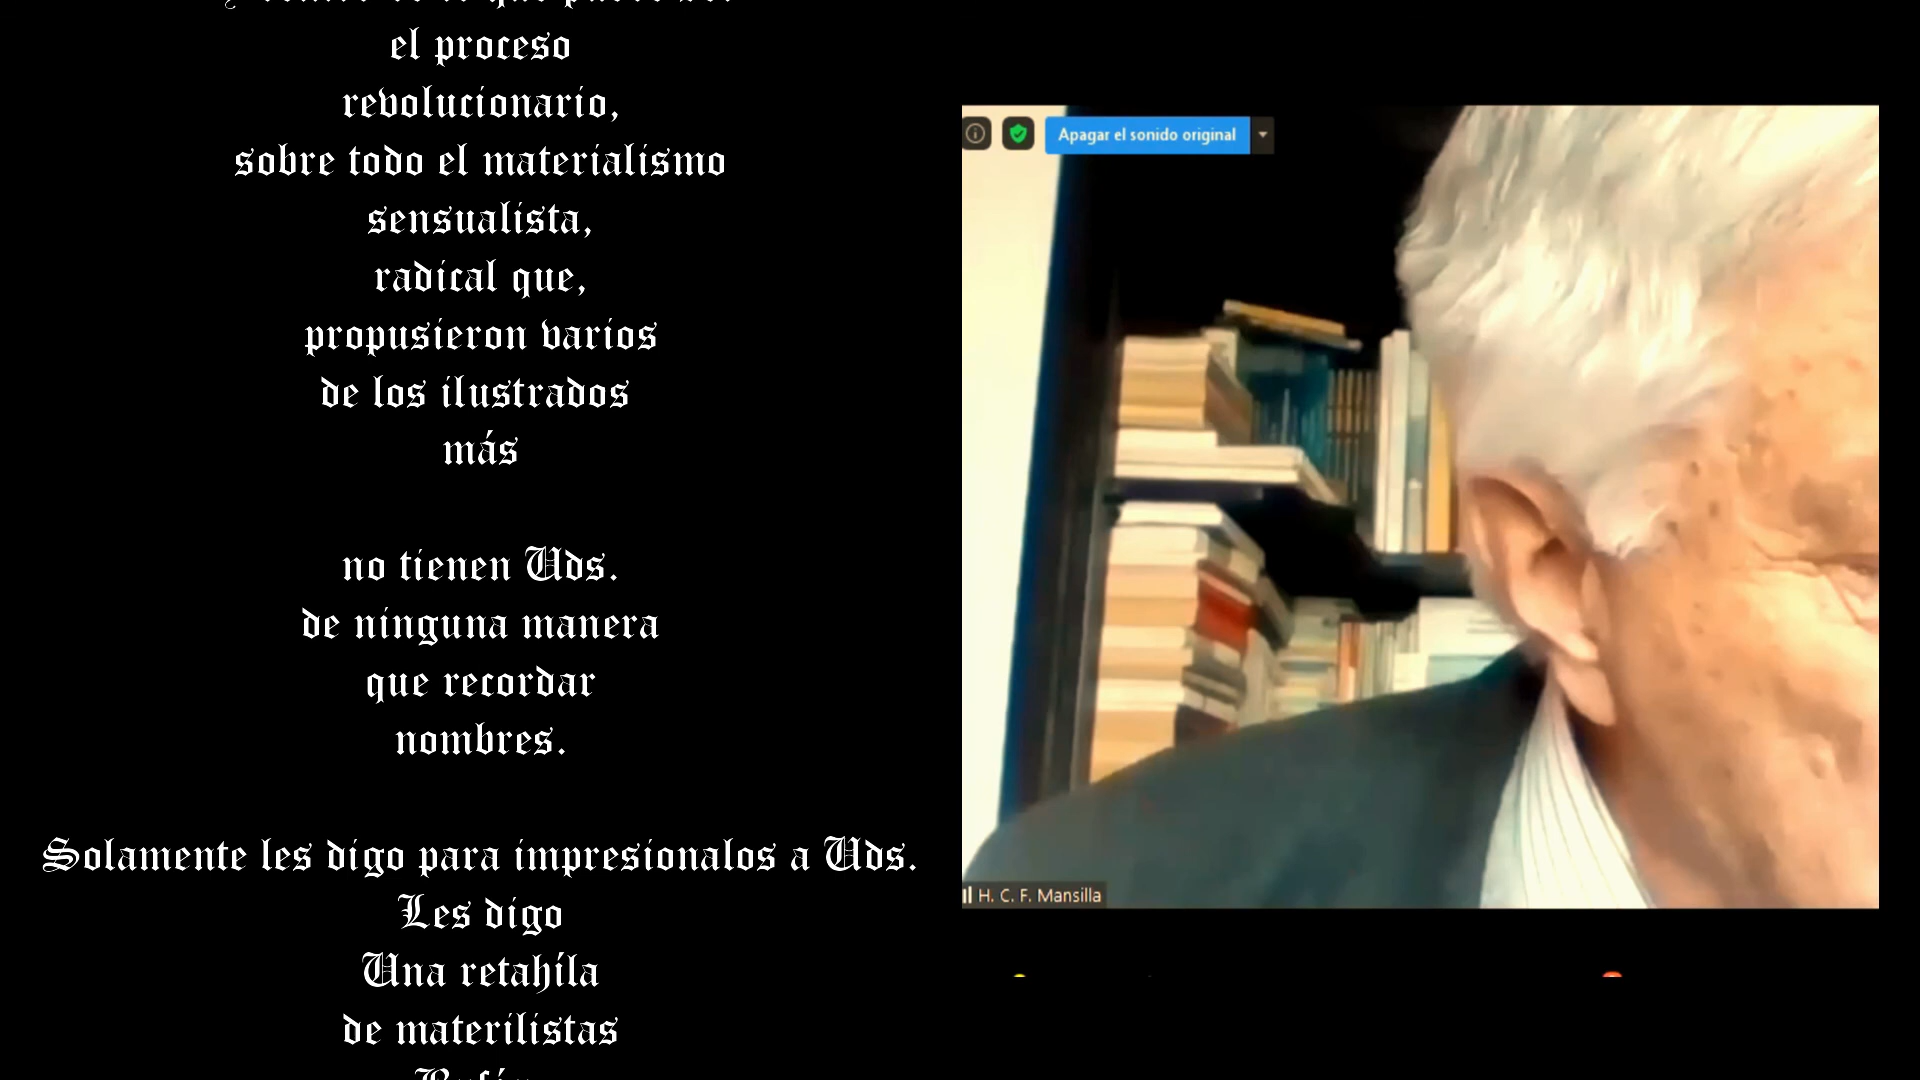 el proceso
revolucionario,
sobre todo el materialismo
sensualista,
radical que,
propusieron varios
de los ilustrados
más
no tienen Uds.
de ninguna manera
que recordar
nombres.
Solamente les digo para impresionalos a Uds.
Les digo
Una retahíla
de materilistas
Apagar el sonido original
H. C. F. Mansilla